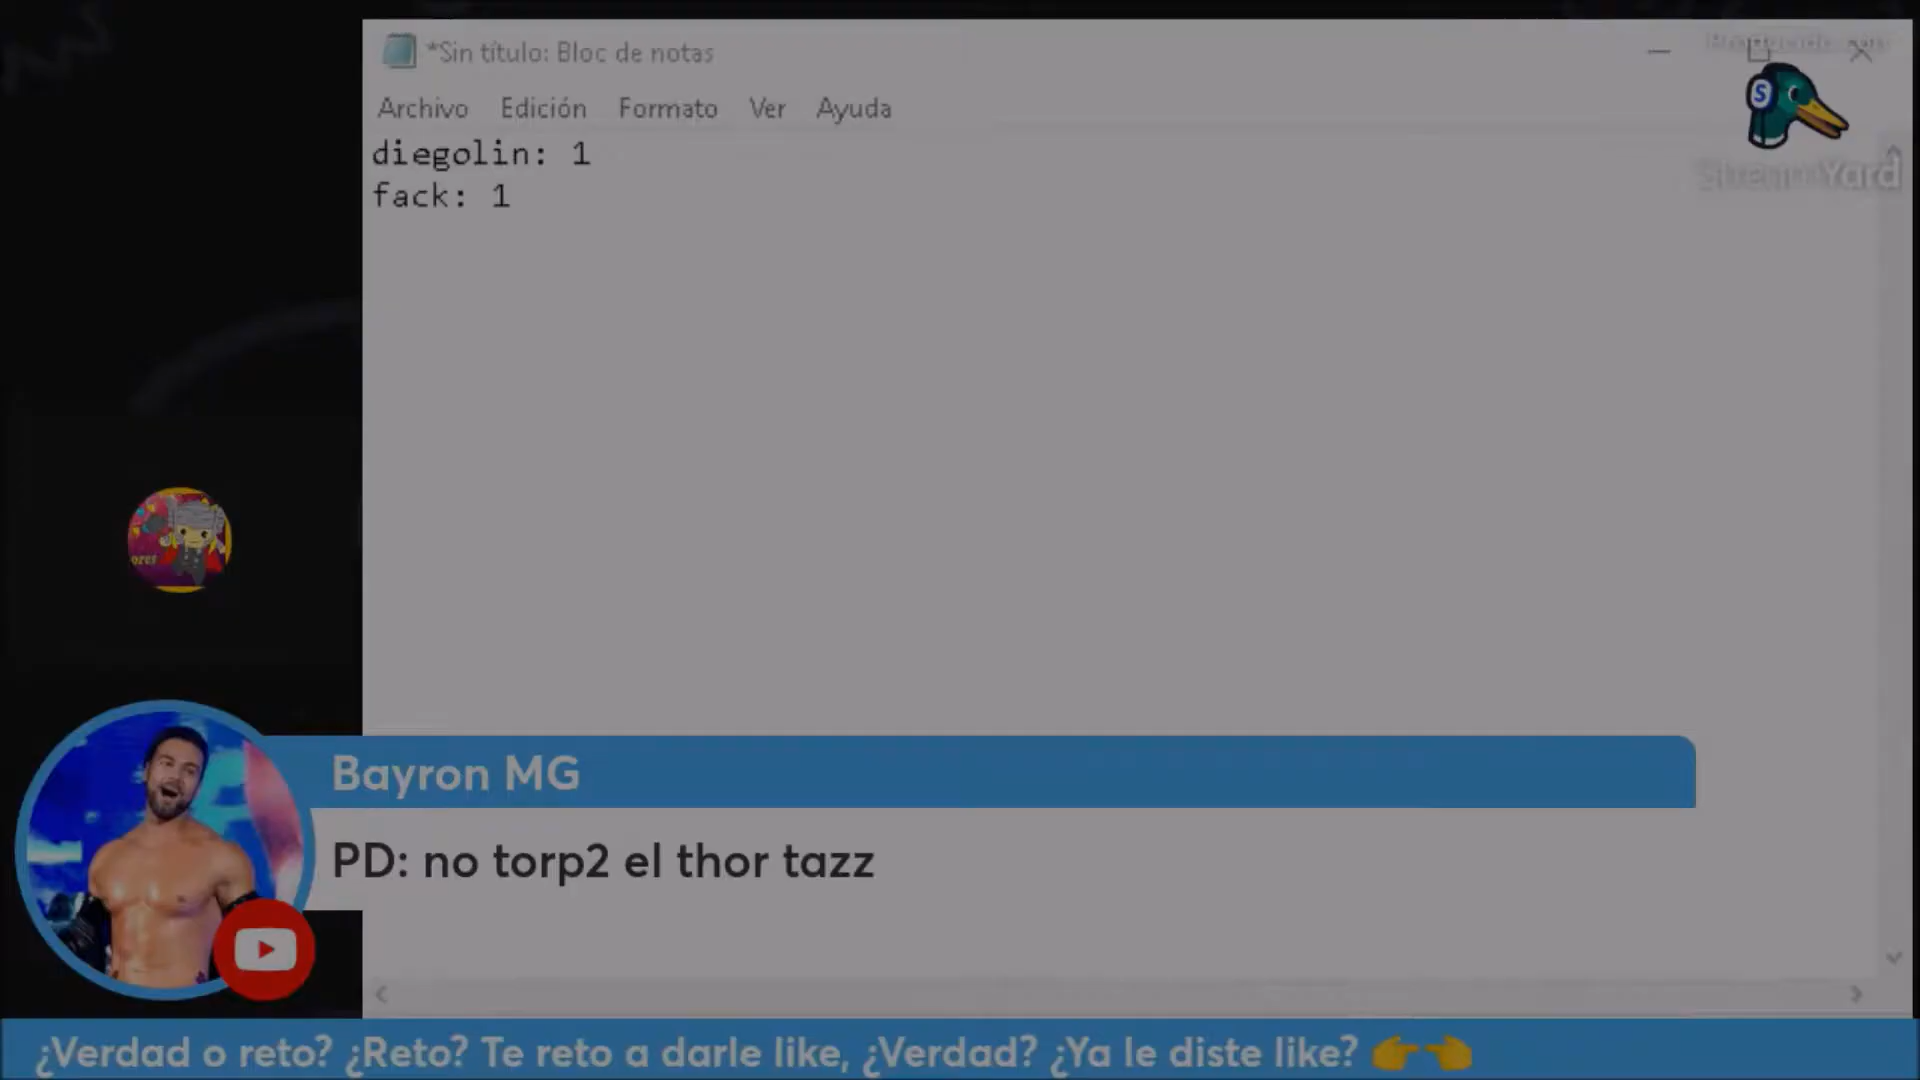 *Sin título: Bloc de notas
Archivo Edición Formato Ver Ayuda
diegolin: 1
fack: 1
StreamYard
S
Bayron MG
PD: no torp2 el thor tazz
¿Verdad o reto? ¿Reto? Te reto a darle like, ¿Verdad? ¿Ya le diste like? 👉👈